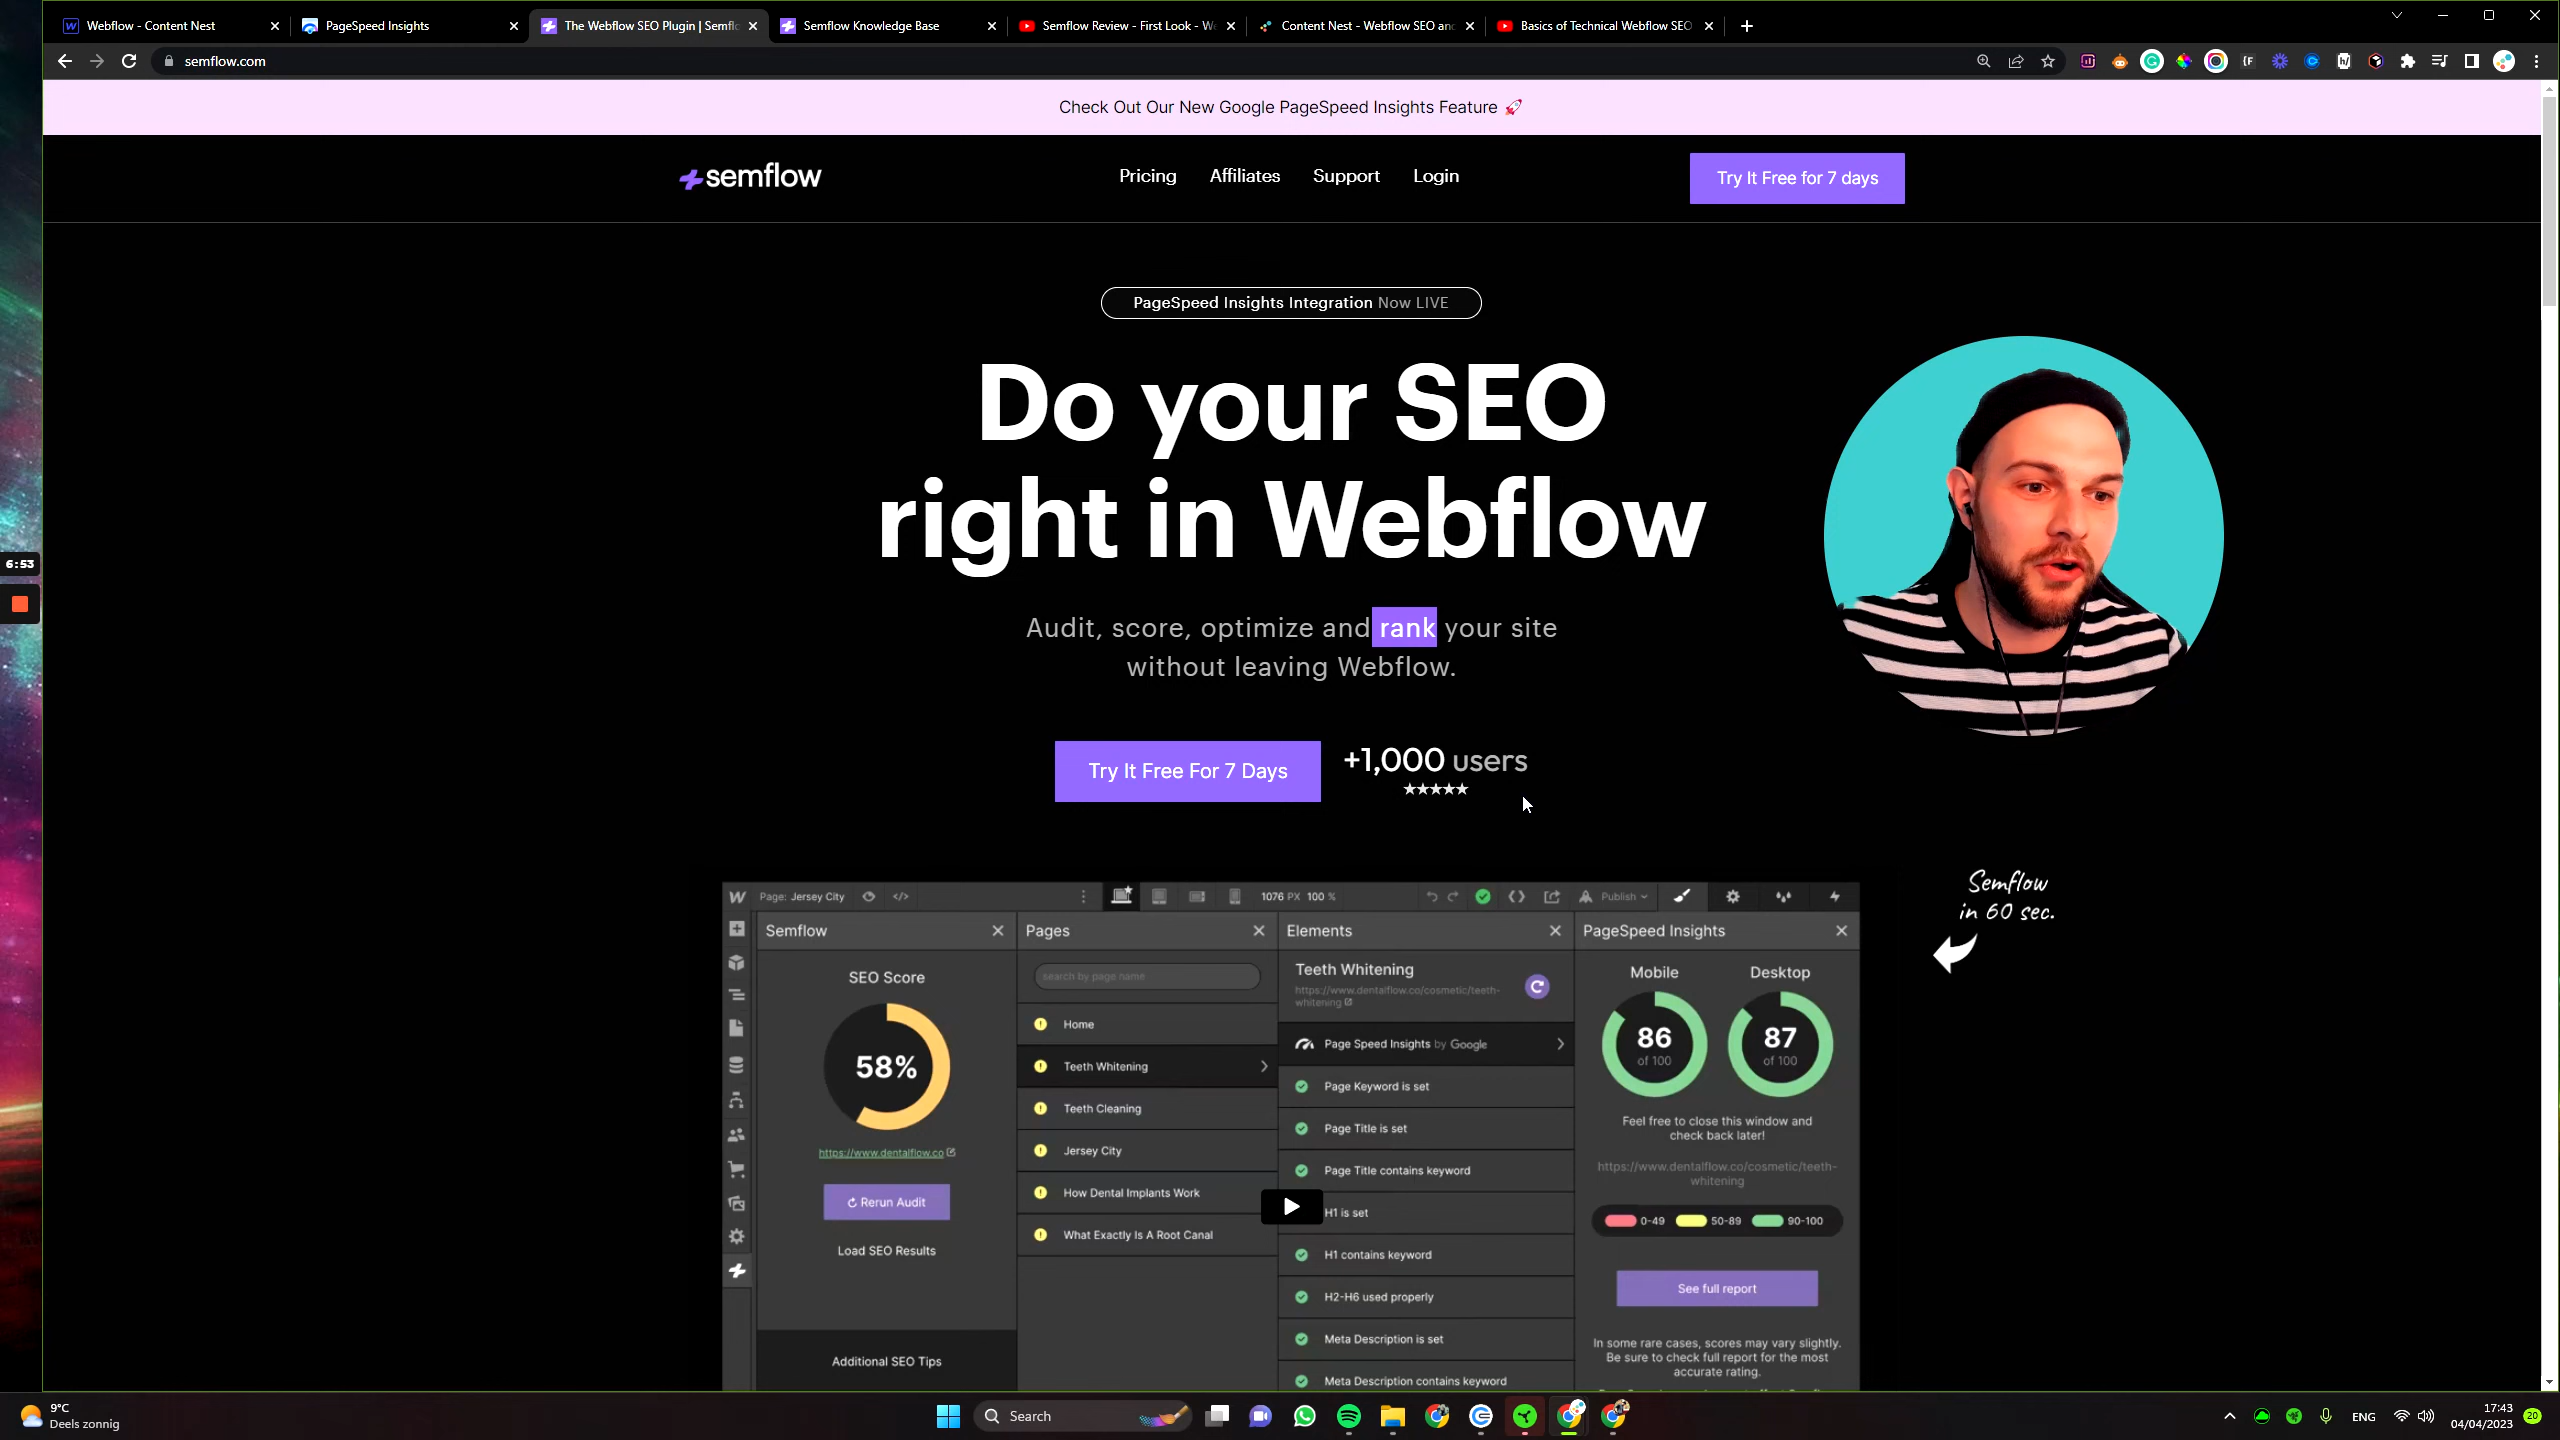 Webflow - Content Nest
PageSpeed Insights
The Webflow SEO Plugin | Semflo
Semflow Knowledge Base
Semflow Review - First Look - We
Content Nest - Webflow SEO and
Basics of Technical Webflow SEO
semflow.com
Check Out Our New Google PageSpeed Insights Feature 🚀
semflow
Pricing
Affiliates
Support
Login
Try It Free for 7 days
PageSpeed Insights Integration Now LIVE
Do your SEO
right in Webflow
Audit, score, optimize and rank your site
without leaving Webflow.
Try It Free For 7 Days
+1,000 users
★★★★★
6:53
Semflow
in 60 sec.
Page: Jersey City
1076 PX 100 %
Publish
Semflow
SEO Score
58%
https://www.dentalflow.co
Rerun Audit
Load SEO Results
Additional SEO Tips
Pages
search by page name
Home
Teeth Whitening
Teeth Cleaning
Jersey City
How Dental Implants Work
What Exactly Is A Root Canal
Elements
Teeth Whitening
https://www.dentalflow.co/cosmetic/teeth-
whitening
Page Speed Insights by Google
Page Keyword is set
Page Title is set
Page Title contains keyword
H1 is set
H1 contains keyword
H2-H6 used properly
Meta Description is set
Meta Description contains keyword
PageSpeed Insights
Mobile
Desktop
86
of 100
87
of 100
Feel free to close this window and
check back later!
https://www.dentalflow.co/cosmetic/teeth-
whitening
0-49
50-89
90-100
See full report
In some rare cases, scores may vary slightly.
Be sure to check full report for the most
accurate rating.
9°C
Deels zonnig
Search
ENG
17:43
04/04/2023
20